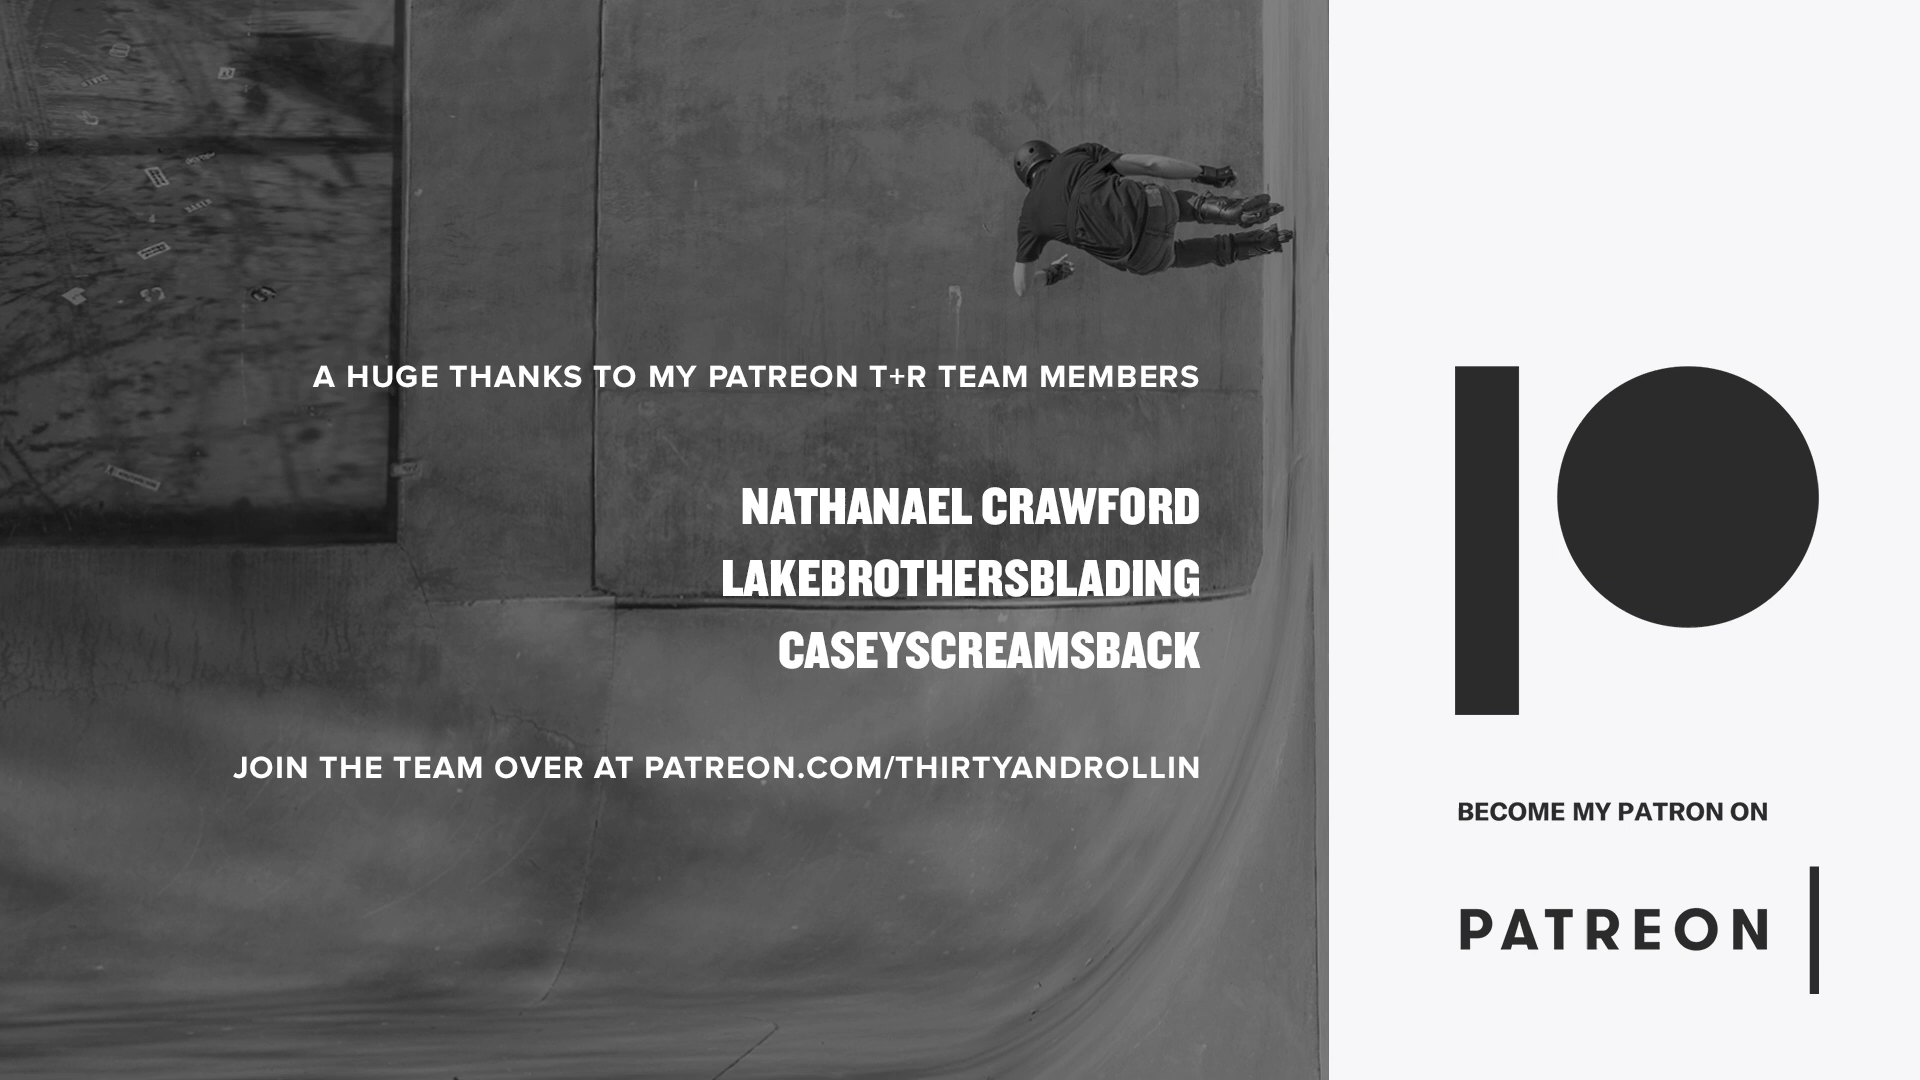 A HUGE THANKS TO MY PATREON T+R TEAM MEMBERS
NATHANAEL CRAWFORD
LAKEBROTHERSBLADING
CASEYSCREAMSBACK
JOIN THE TEAM OVER AT PATREON.COM/THIRTYANDROLLIN
BECOME MY PATRON ON
PATREON